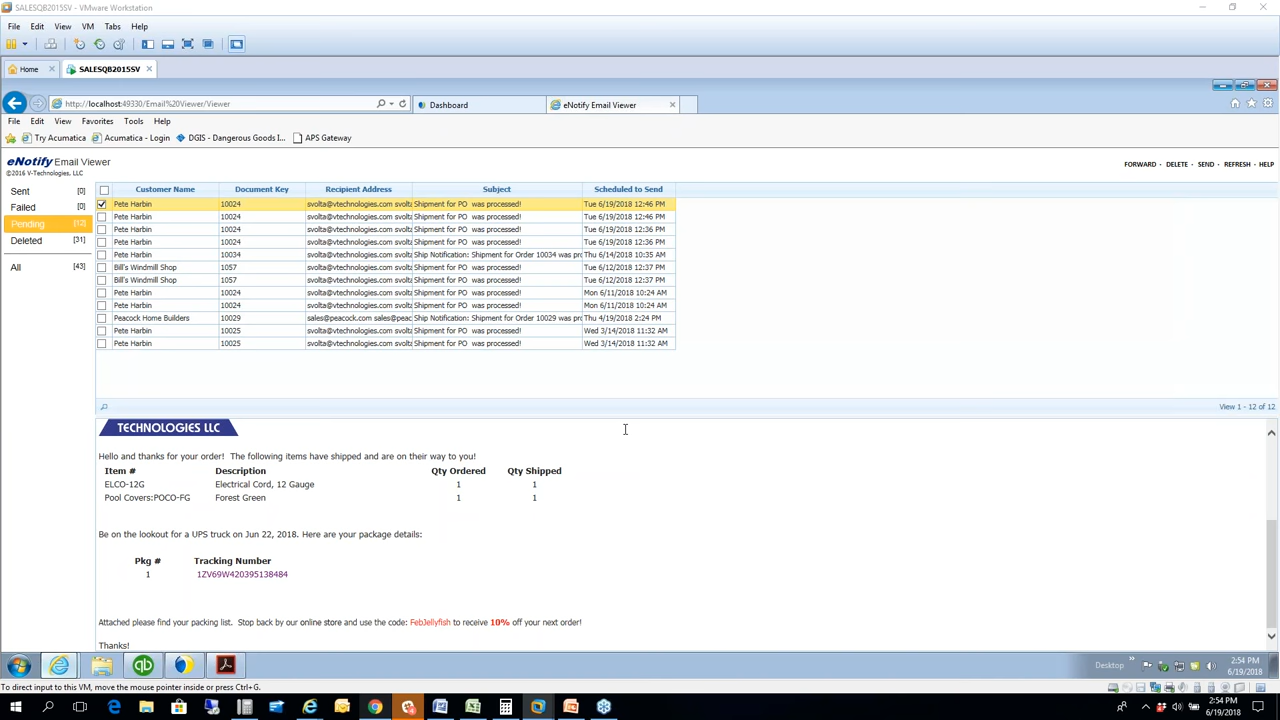 SALESQB2015SV - VMware Workstation
File Edit View VM Tabs Help
Home SALESQB2015SV
http://localhost:49330/Email%20Viewer/Viewer Dashboard eNotify Email Viewer
File Edit View Favorites Tools Help
Try Acumatica Acumatica - Login DGIS - Dangerous Goods I... APS Gateway
eNotify Email Viewer
©2016 V-Technologies, LLC
FORWARD - DELETE - SEND - REFRESH - HELP
Sent [0]
Failed [0]
Pending [12]
Deleted [31]
All [43]
Customer Name Document Key Recipient Address Subject Scheduled to Send
Pete Harbin 10024 svolta@vtechnologies.com svolta Shipment for PO was processed! Tue 6/19/2018 12:46 PM
Pete Harbin 10024 svolta@vtechnologies.com svolta Shipment for PO was processed! Tue 6/19/2018 12:46 PM
Pete Harbin 10024 svolta@vtechnologies.com svolta Shipment for PO was processed! Tue 6/19/2018 12:36 PM
Pete Harbin 10024 svolta@vtechnologies.com svolta Shipment for PO was processed! Tue 6/19/2018 12:36 PM
Pete Harbin 10034 svolta@vtechnologies.com svolta Ship Notification: Shipment for Order 10034 was pro Thu 6/14/2018 10:35 AM
Bill's Windmill Shop 1057 svolta@vtechnologies.com svolta Shipment for PO was processed! Tue 6/12/2018 12:37 PM
Bill's Windmill Shop 1057 svolta@vtechnologies.com svolta Shipment for PO was processed! Tue 6/12/2018 12:37 PM
Pete Harbin 10024 svolta@vtechnologies.com svolta Shipment for PO was processed! Mon 6/11/2018 10:24 AM
Pete Harbin 10024 svolta@vtechnologies.com svolta Shipment for PO was processed! Mon 6/11/2018 10:24 AM
Peacock Home Builders 10029 sales@peacock.com sales@peac Ship Notification: Shipment for Order 10029 was pro Thu 4/19/2018 2:24 PM
Pete Harbin 10025 svolta@vtechnologies.com svolta Shipment for PO was processed! Wed 3/14/2018 11:32 AM
Pete Harbin 10025 svolta@vtechnologies.com svolta Shipment for PO was processed! Wed 3/14/2018 11:32 AM
View 1 - 12 of 12
TECHNOLOGIES LLC
Hello and thanks for your order! The following items have shipped and are on their way to you!
Item # Description Qty Ordered Qty Shipped
ELCO-12G Electrical Cord, 12 Gauge 1 1
Pool Covers:POCO-FG Forest Green 1 1
Be on the lookout for a UPS truck on Jun 22, 2018. Here are your package details:
Pkg # Tracking Number
1 1ZV69W420395138484
Attached please find your packing list. Stop back by our online store and use the code: FebJellyfish to receive 10% off your next order!
Thanks!
Desktop 2:54 PM
6/19/2018
To direct input to this VM, move the mouse pointer inside or press Ctrl+G.
2:54 PM
6/19/2018